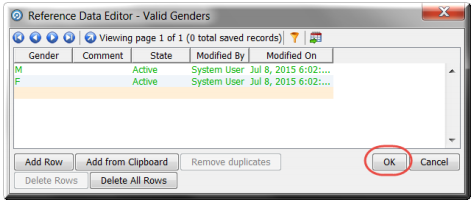 Reference Data Editor - Valid Genders
Viewing page 1 of 1 (0 total saved records)
Gender Comment State Modified By Modified On
M Active System User Jul 8, 2015 6:02:...
F Active System User Jul 8, 2015 6:02:...
Add Row Add from Clipboard Remove duplicates OK Cancel
Delete Rows Delete All Rows